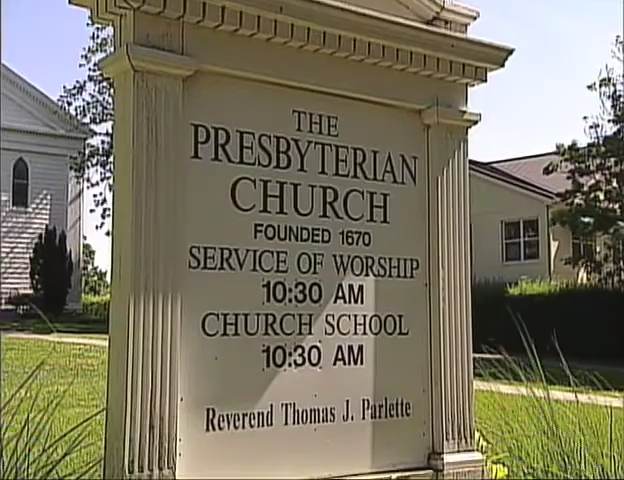 THE
PRESBYTERIAN
CHURCH
FOUNDED 1670
SERVICE OF WORSHIP
10:30 AM
CHURCH SCHOOL
10:30 AM
Reverend Thomas J. Parlette